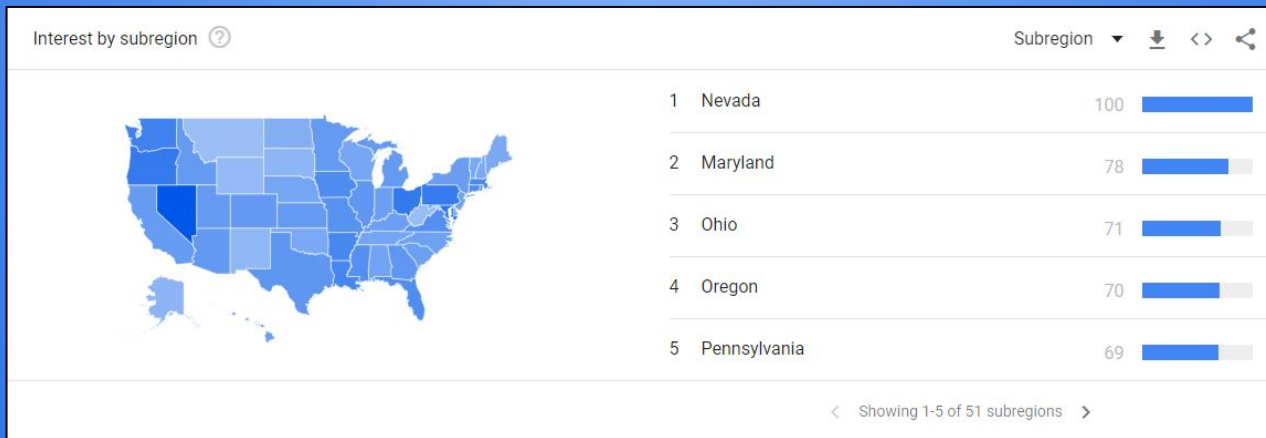 Interest by subregion
Subregion
1 Nevada 100
2 Maryland 78
3 Ohio 71
4 Oregon 70
5 Pennsylvania 69
Showing 1-5 of 51 subregions